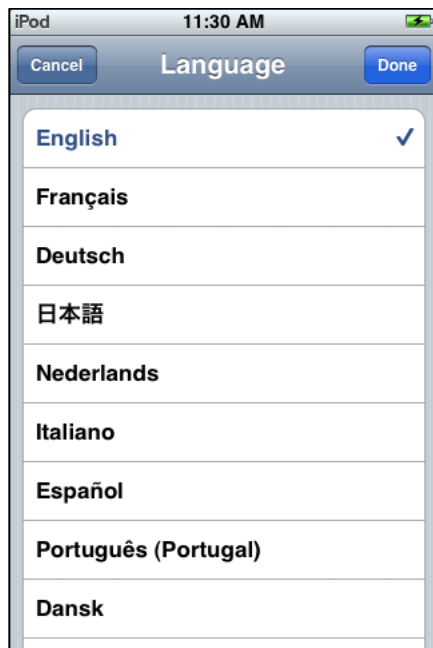 iPod 11:30 AM
Cancel Language Done
English
Français
Deutsch
日本語
Nederlands
Italiano
Español
Português (Portugal)
Dansk